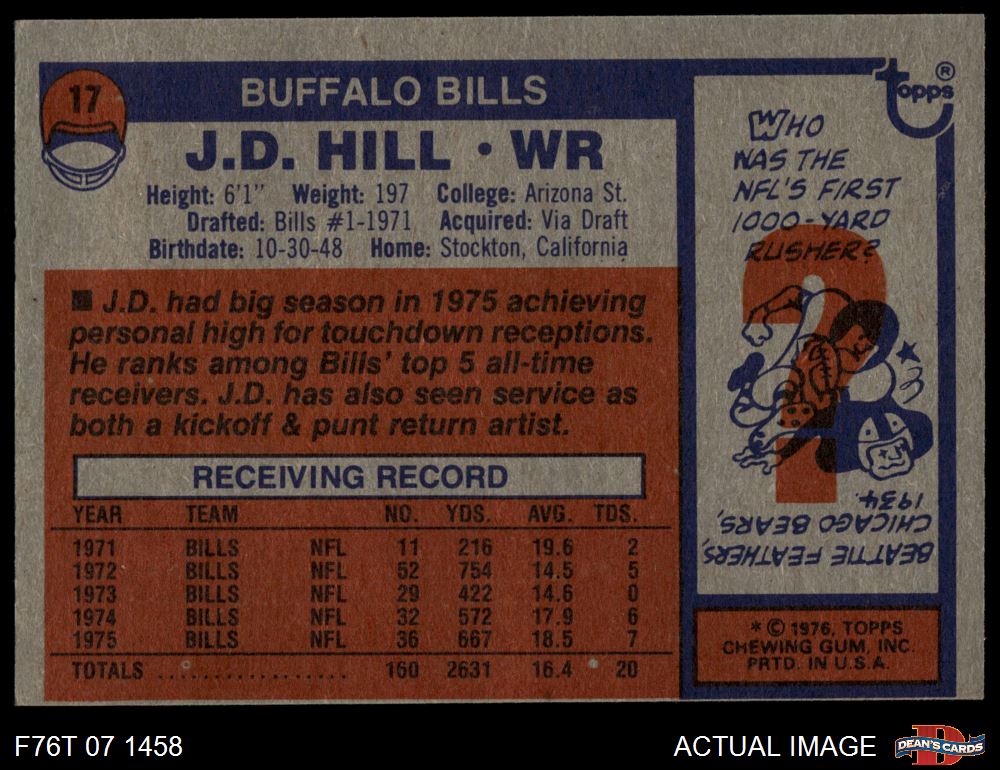 17
BUFFALO BILLS
J.D. HILL • WR
Height: 6'1" Weight: 197 College: Arizona St.
Drafted: Bills #1-1971 Acquired: Via Draft
Birthdate: 10-30-48 Home: Stockton, California
■ J.D. had big season in 1975 achieving
personal high for touchdown receptions.
He ranks among Bills' top 5 all-time
receivers. J.D. has also seen service as
both a kickoff & punt return artist.
RECEIVING RECORD
YEAR TEAM NO. YDS. AVG. TDS.
1971 BILLS NFL 11 216 19.6 2
1972 BILLS NFL 52 754 14.5 5
1973 BILLS NFL 29 422 14.6 0
1974 BILLS NFL 32 572 17.9 6
1975 BILLS NFL 36 667 18.5 7
TOTALS .................. 160 2631 16.4 20
topps ®
WHO
WAS THE
NFL'S FIRST
1000-YARD
RUSHER?
BEATTIE FEATHERS,
CHICAGO BEARS,
1934.
* © 1976, TOPPS
CHEWING GUM, INC.
PRTD. IN U.S.A.
F76T 07 1458
ACTUAL IMAGE
D
DEAN'S CARDS